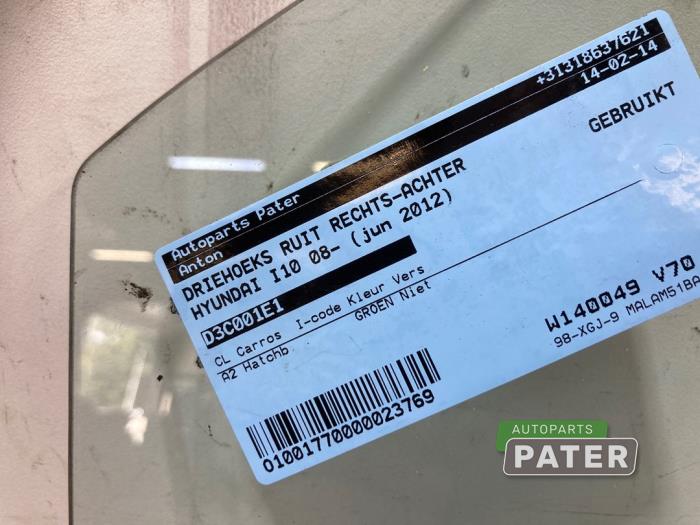 Autoparts Pater +31318637621
Anton 14-02-14
DRIEHOEKS RUIT RECHTS-ACHTER GEBRUIKT
HYUNDAI I10 08- (jun 2012)
D3C001E1
CL Carros I-code Kleur Vers
A2 Hatchb GROEN Niet
W140049 V70
98-XGJ-9 MALAM51BA
01001770000023769
AUTOPARTS
PATER